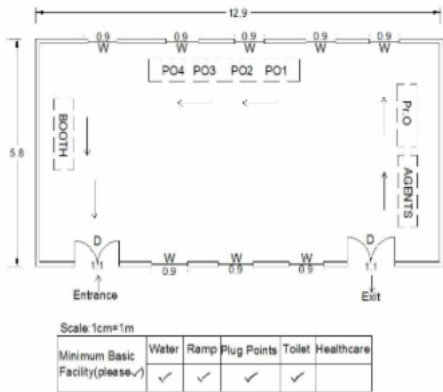 12.9
0.9 0.9 0.9 0.9 0.9
W W W W W
PO4 PO3 PO2 PO1
BOOTH
Pr.O
5.8
AGENTS
D D
W W W
1.1 0.9 0.9 0.9 1.1
Entrance Exit
Scale:1cm=1m
Minimum Basic Facility(please✓) Water Ramp Plug Points Toilet Healthcare
✓ ✓ ✓ ✓